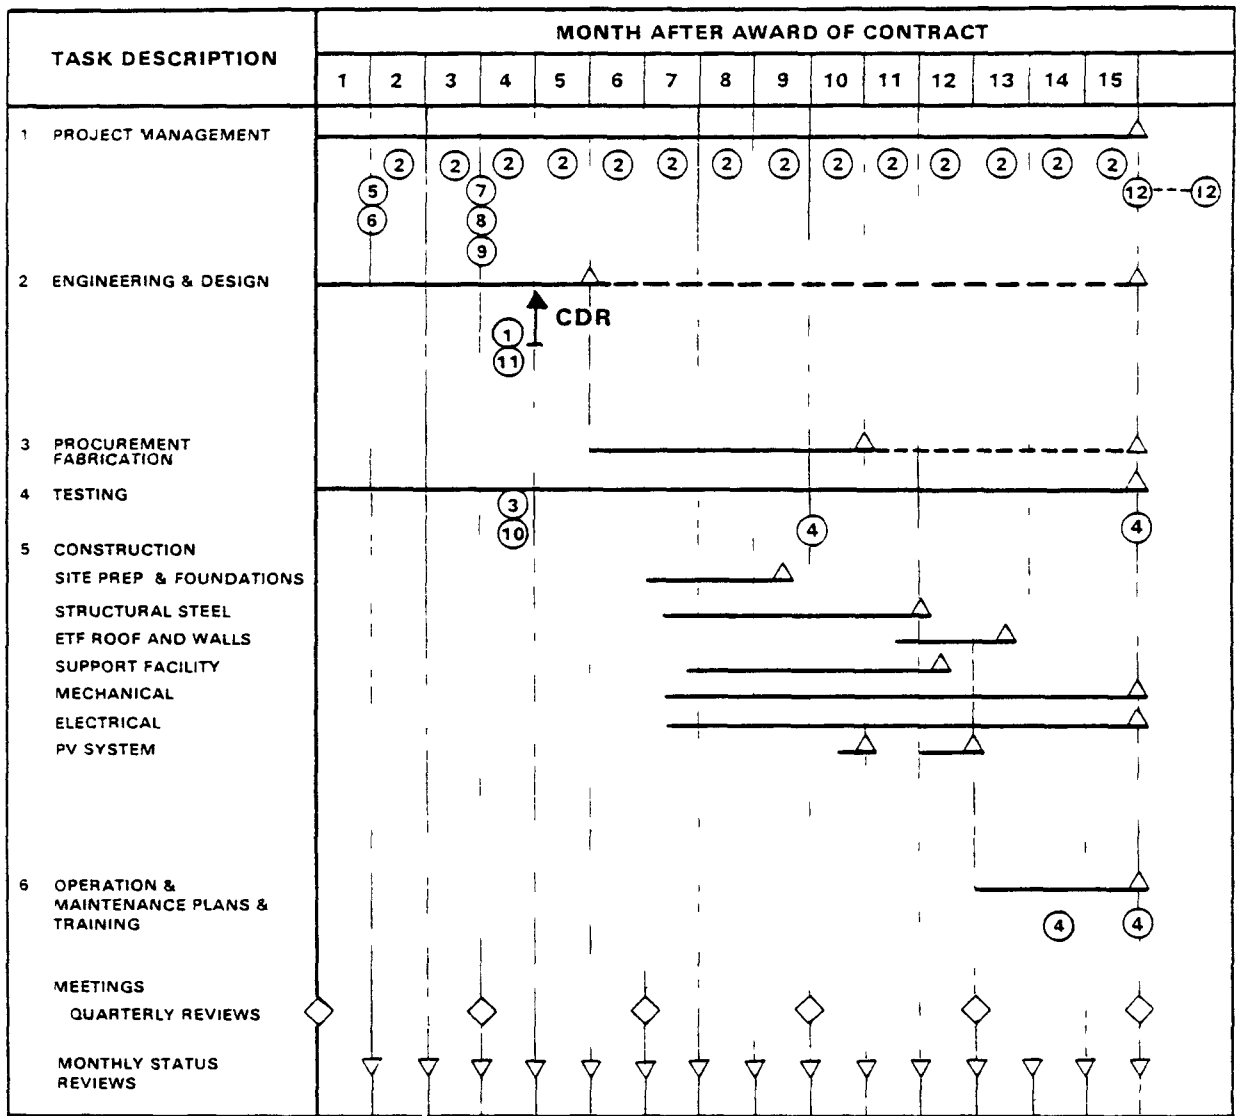 MONTH AFTER AWARD OF CONTRACT
TASK DESCRIPTION
1 2 3 4 5 6 7 8 9 10 11 12 13 14 15
1 PROJECT MANAGEMENT
2 2 2 2 2 2 2 2 2 2 2 2 2 2
5 7 12 12
6 8
9
2 ENGINEERING & DESIGN
CDR
1
11
3 PROCUREMENT
FABRICATION
4 TESTING
3
10 4 4
5 CONSTRUCTION
SITE PREP & FOUNDATIONS
STRUCTURAL STEEL
ETF ROOF AND WALLS
SUPPORT FACILITY
MECHANICAL
ELECTRICAL
PV SYSTEM
6 OPERATION &
MAINTENANCE PLANS &
TRAINING
4 4
MEETINGS
QUARTERLY REVIEWS
MONTHLY STATUS
REVIEWS